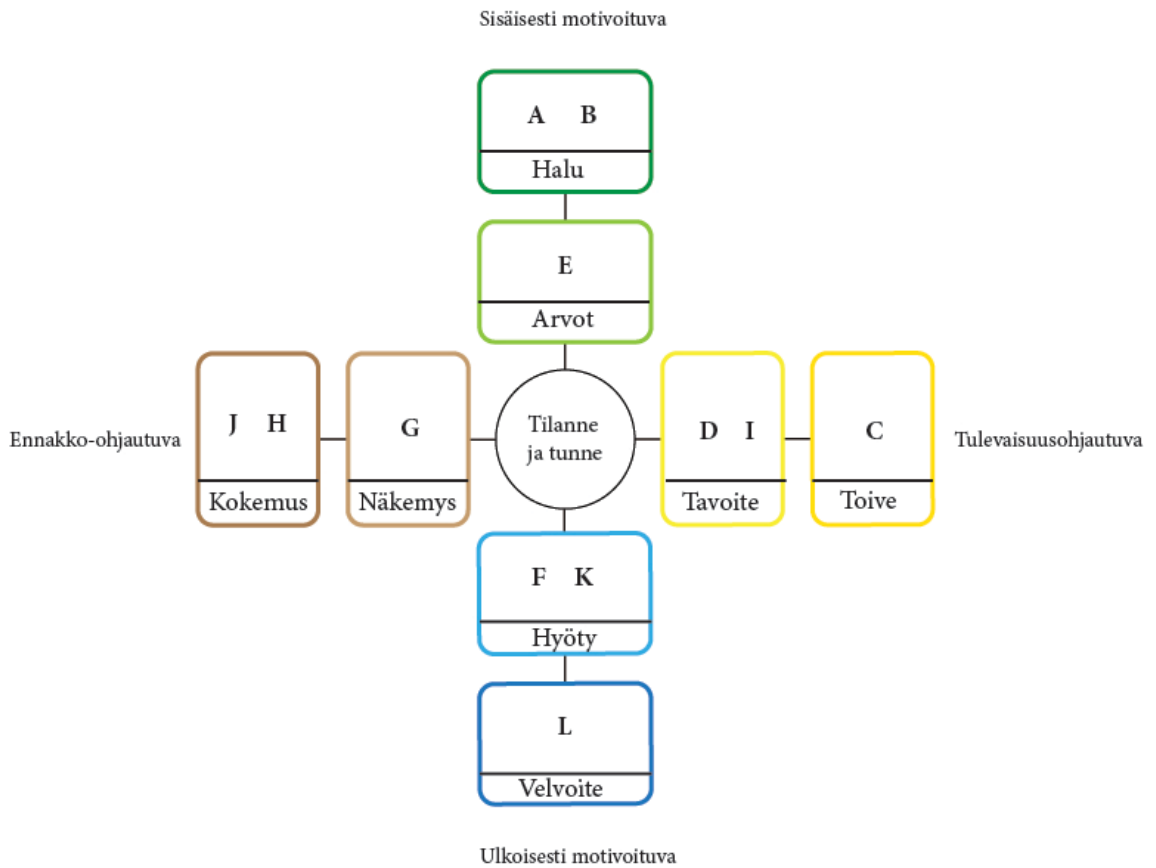 Sisäisesti motivoituva
A B
Halu
E
Arvot
Ennakko-ohjautuva
J H
Kokemus
G
Näkemys
Tilanne
ja tunne
D I
Tavoite
C
Toive
Tulevaisuusohjautuva
F K
Hyöty
L
Velvoite
Ulkoisesti motivoituva